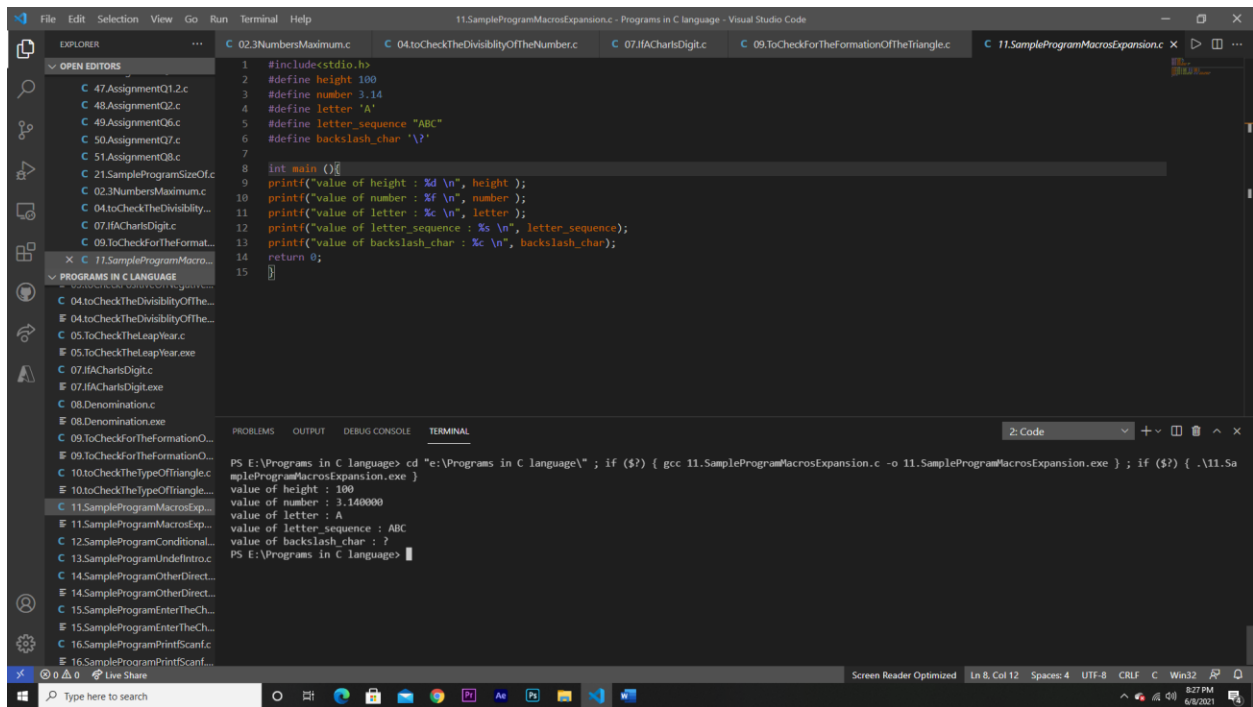 File Edit Selection View Go Run Terminal Help
11.SampleProgramMacrosExpansion.c - Programs in C language - Visual Studio Code
EXPLORER
C 02.3NumbersMaximum.c
C 04.toCheckTheDivisiblityOfTheNumber.c
C 07.IfACharIsDigit.c
C 09.ToCheckForTheFormationOfTheTriangle.c
C 11.SampleProgramMacrosExpansion.c
OPEN EDITORS
C 47.AssignmentQ1.2.c
C 48.AssignmentQ2.c
C 49.AssignmentQ6.c
C 50.AssignmentQ7.c
C 51.AssignmentQ8.c
C 21.SampleProgramSizeOf.c
C 02.3NumbersMaximum.c
C 04.toCheckTheDivisiblity...
C 07.IfACharIsDigit.c
C 09.ToCheckForTheFormat...
C 11.SampleProgramMacro...
PROGRAMS IN C LANGUAGE
C 04.toCheckTheDivisiblityOfThe...
04.toCheckTheDivisiblityOfThe...
C 05.ToCheckTheLeapYear.c
05.ToCheckTheLeapYear.exe
C 07.IfACharIsDigit.c
07.IfACharIsDigit.exe
C 08.Denomination.c
08.Denomination.exe
C 09.ToCheckForTheFormationO...
09.ToCheckForTheFormationO...
C 10.toCheckTheTypeOfTriangle.c
10.toCheckTheTypeOfTriangle....
C 11.SampleProgramMacrosExp...
11.SampleProgramMacrosExp...
C 12.SampleProgramConditional...
C 13.SampleProgramUndefIntro.c
C 14.SampleProgramOtherDirect...
14.SampleProgramOtherDirect...
C 15.SampleProgramEnterTheCh...
15.SampleProgramEnterTheCh...
C 16.SampleProgramPrintfScanf.c
16.SampleProgramPrintfScanf....
1 #include<stdio.h>
2 #define height 100
3 #define number 3.14
4 #define letter 'A'
5 #define letter_sequence "ABC"
6 #define backslash_char '\?'
7
8 int main (){
9 printf("value of height : %d \n", height );
10 printf("value of number : %f \n", number );
11 printf("value of letter : %c \n", letter );
12 printf("value of letter_sequence : %s \n", letter_sequence);
13 printf("value of backslash_char : %c \n", backslash_char);
14 return 0;
15 }
PROBLEMS OUTPUT DEBUG CONSOLE TERMINAL
2: Code
PS E:\Programs in C language> cd "e:\Programs in C language\" ; if ($?) { gcc 11.SampleProgramMacrosExpansion.c -o 11.SampleProgramMacrosExpansion.exe } ; if ($?) { .\11.Sa
mpleProgramMacrosExpansion.exe }
value of height : 100
value of number : 3.140000
value of letter : A
value of letter_sequence : ABC
value of backslash_char : ?
PS E:\Programs in C language>
0 0 Live Share
Screen Reader Optimized Ln 8, Col 12 Spaces: 4 UTF-8 CRLF C Win32
Type here to search
Pr Ae Ps
8:27 PM
6/8/2021